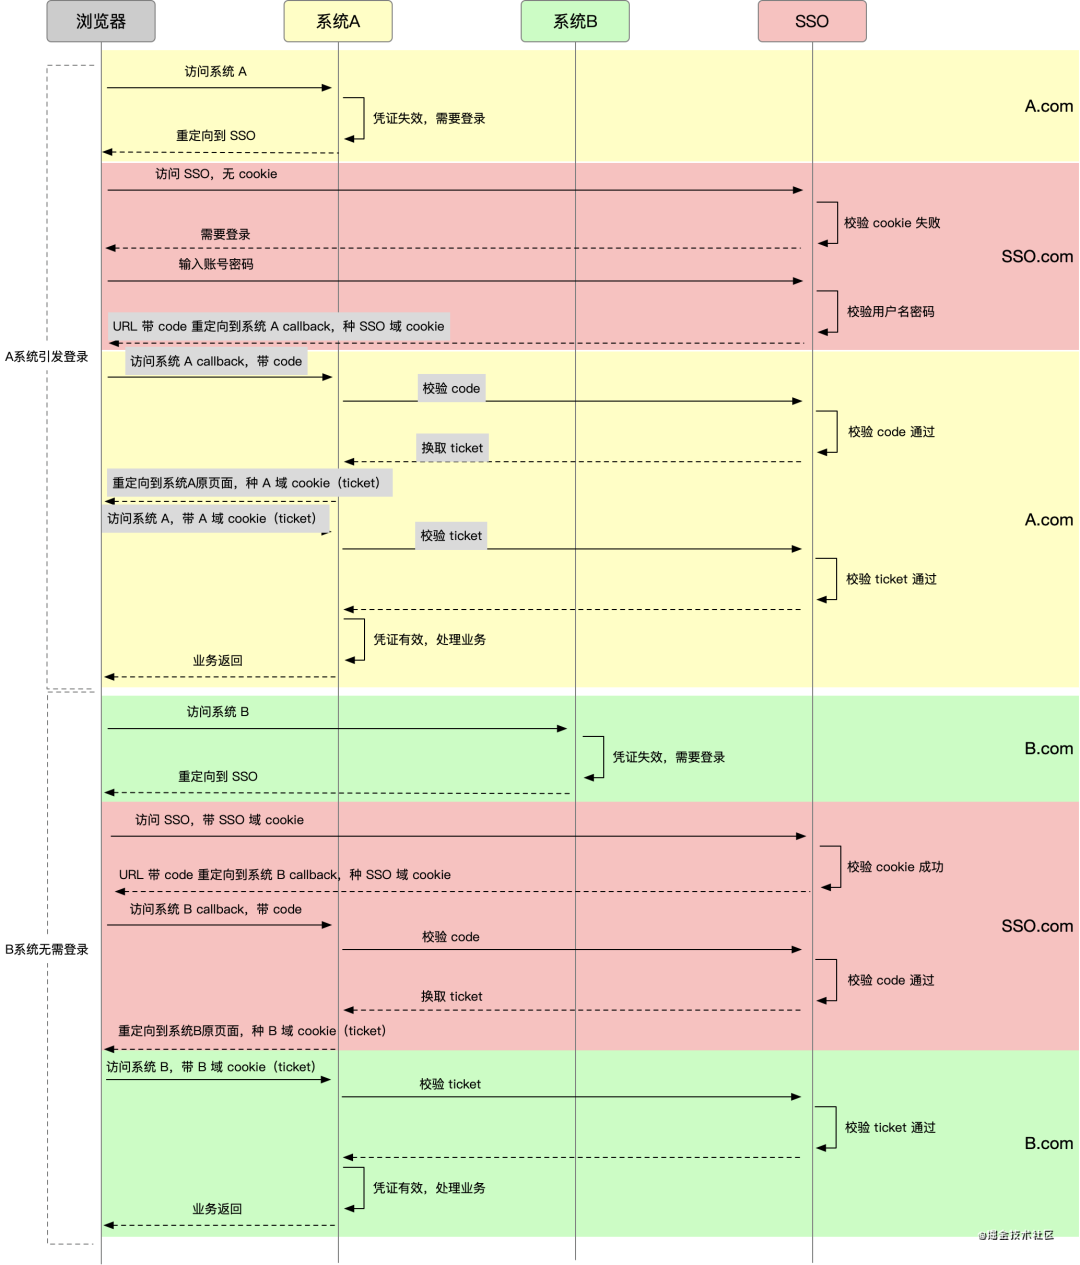 浏览器
系统A
系统B
SSO
访问系统 A
A.com
凭证失效，需要登录
重定向到 SSO
访问 SSO，无 cookie
校验 cookie 失败
需要登录
SSO.com
输入账号密码
校验用户名密码
URL 带 code 重定向到系统 A callback，种 SSO 域 cookie
A系统引发登录
访问系统 A callback，带 code
校验 code
校验 code 通过
换取 ticket
重定向到系统A原页面，种 A 域 cookie（ticket）
访问系统 A，带 A 域 cookie（ticket）
A.com
校验 ticket
校验 ticket 通过
凭证有效，处理业务
业务返回
访问系统 B
B.com
凭证失效，需要登录
重定向到 SSO
访问 SSO，带 SSO 域 cookie
校验 cookie 成功
URL 带 code 重定向到系统 B callback，种 SSO 域 cookie
访问系统 B callback，带 code
SSO.com
校验 code
B系统无需登录
校验 code 通过
换取 ticket
重定向到系统B原页面，种 B 域 cookie（ticket）
访问系统 B，带 B 域 cookie（ticket）
校验 ticket
校验 ticket 通过
B.com
凭证有效，处理业务
业务返回
@掘金技术社区